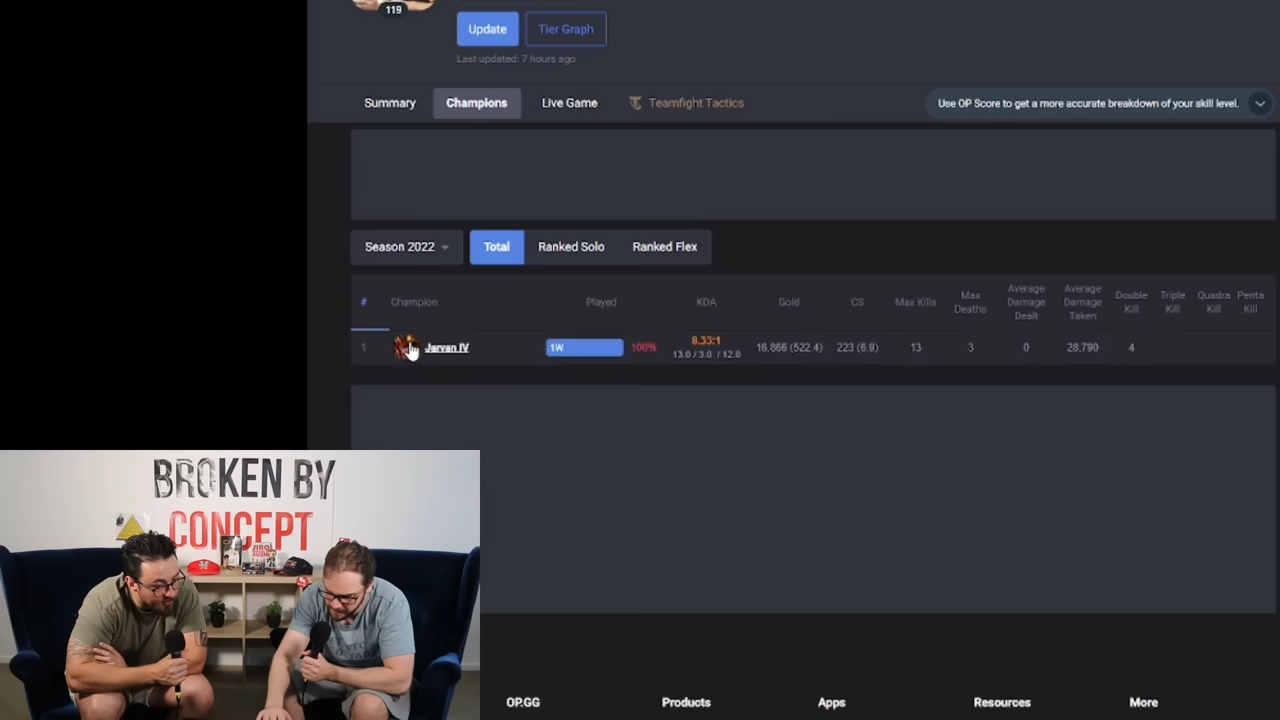 119
Update
Tier Graph
Last updated: 7 hours ago
Summary
Champions
Live Game
Teamfight Tactics
Use OP Score to get a more accurate breakdown of your skill level.
Season 2022
Total
Ranked Solo
Ranked Flex
# Champion Played KDA Gold CS Max Kills Max Deaths Average Damage Dealt Average Damage Taken Double Kill Triple Kill Quadra Kill Penta Kill
1 Jarvan IV 1W 100% 8.33:1 16,866 (522.4) 223 (6.9) 13 3 0 28,790 4
13.0 / 3.0 / 12.0
BROKEN BY
CONCEPT
JIRO
SUSHI
OP.GG
Products
Apps
Resources
More